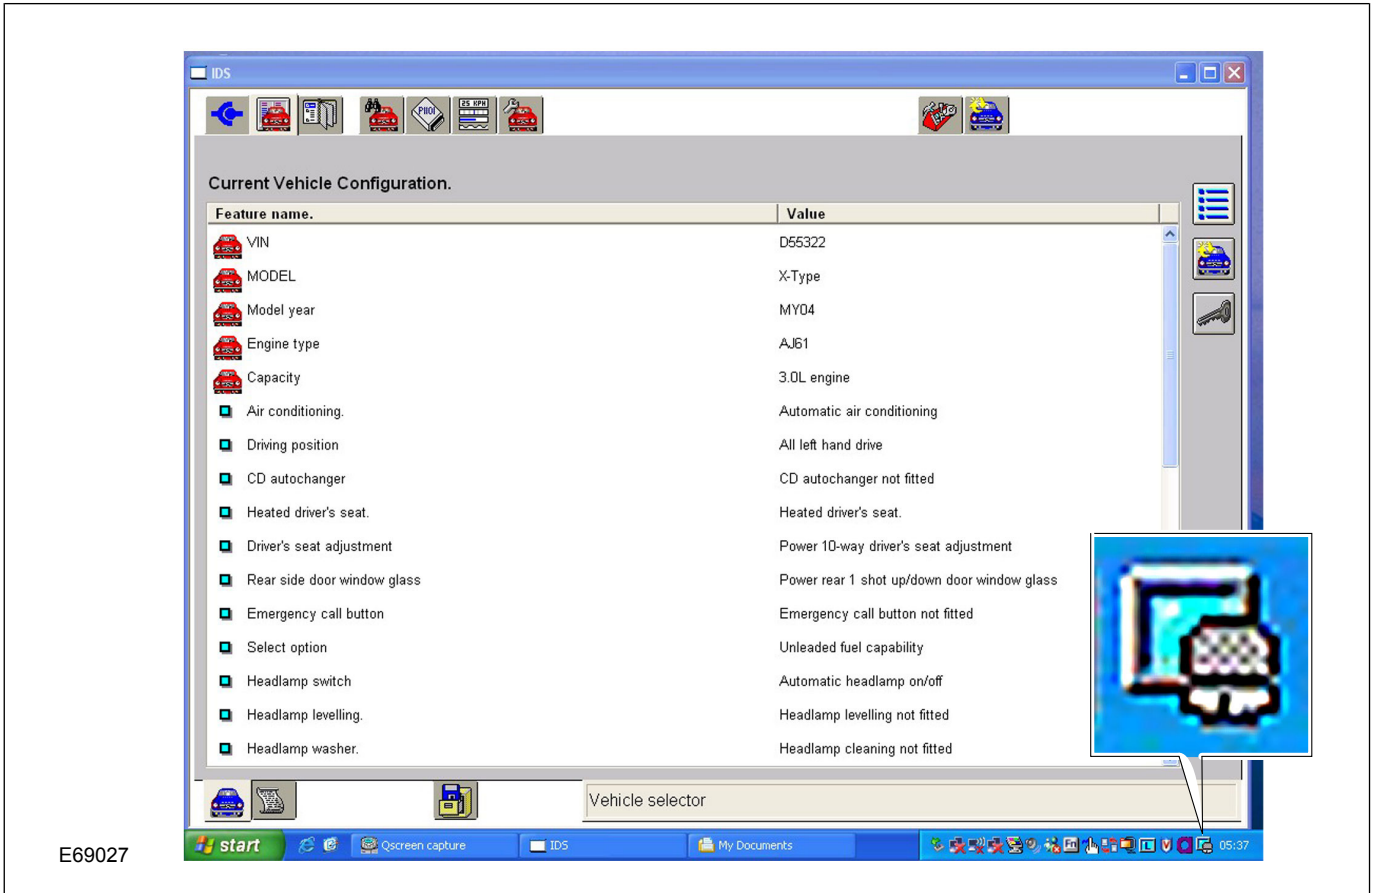 IDS
25 KPH
Current Vehicle Configuration.
Feature name. Value
VIN D55322
MODEL X-Type
Model year MY04
Engine type AJ61
Capacity 3.0L engine
Air conditioning. Automatic air conditioning
Driving position All left hand drive
CD autochanger CD autochanger not fitted
Heated driver's seat. Heated driver's seat.
Driver's seat adjustment Power 10-way driver's seat adjustment
Rear side door window glass Power rear 1 shot up/down door window glass
Emergency call button Emergency call button not fitted
Select option Unleaded fuel capability
Headlamp switch Automatic headlamp on/off
Headlamp levelling. Headlamp levelling not fitted
Headlamp washer. Headlamp cleaning not fitted
Vehicle selector
start Qscreen capture IDS My Documents Fn L V 05:37
E69027